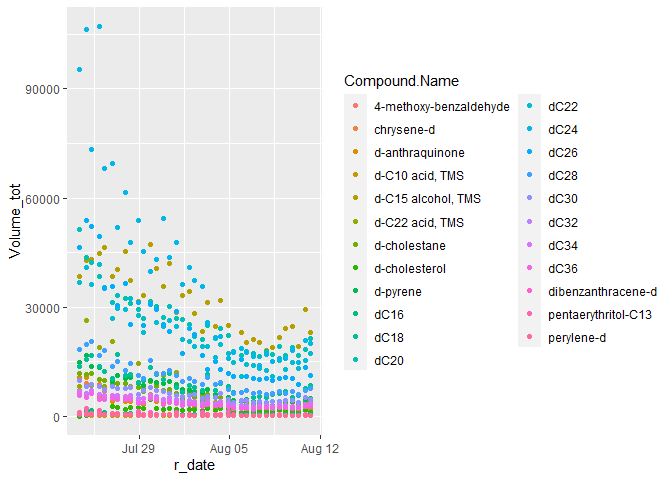 90000
60000
30000
0
Volume_tot
Jul 29
Aug 05
Aug 12
r_date
Compound.Name
4-methoxy-benzaldehyde
chrysene-d
d-anthraquinone
d-C10 acid, TMS
d-C15 alcohol, TMS
d-C22 acid, TMS
d-cholestane
d-cholesterol
d-pyrene
dC16
dC18
dC20
dC22
dC24
dC26
dC28
dC30
dC32
dC34
dC36
dibenzanthracene-d
pentaerythritol-C13
perylene-d